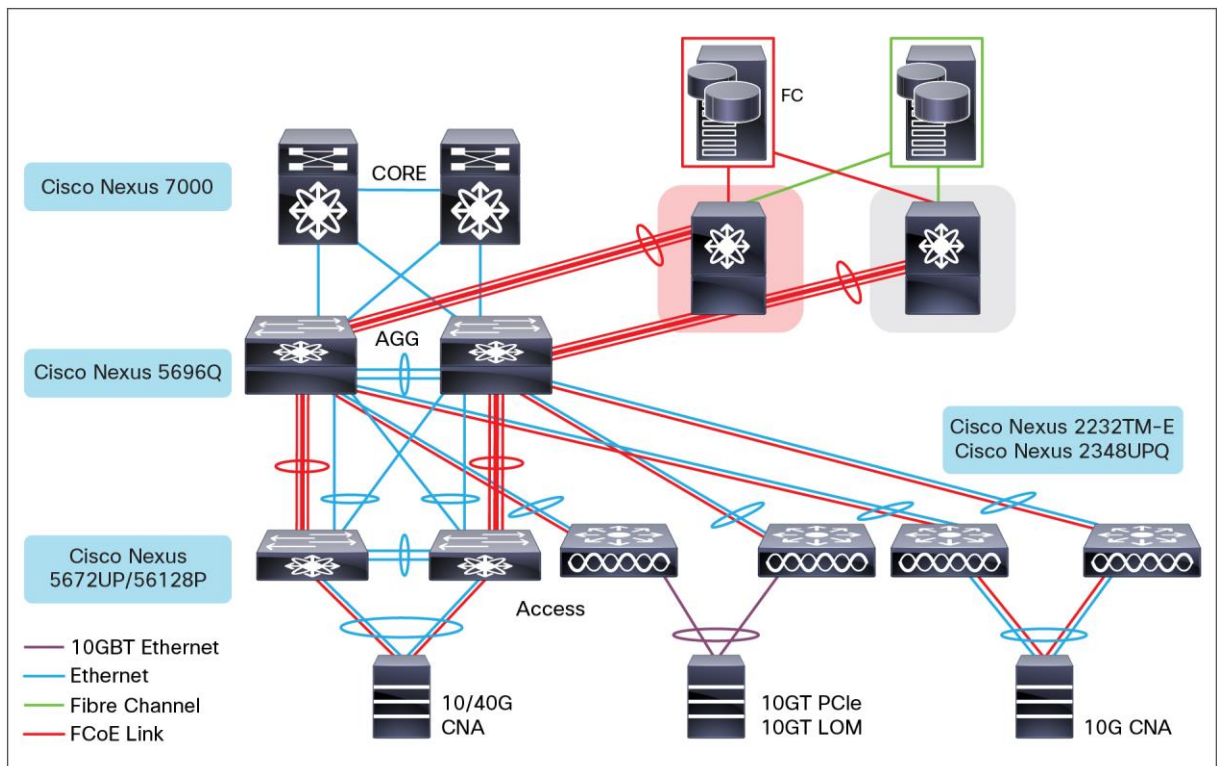 FC
CORE
Cisco Nexus 7000
AGG
Cisco Nexus 5696Q
Cisco Nexus 2232TM-E
Cisco Nexus 2348UPQ
Cisco Nexus
5672UP/56128P
Access
10GBT Ethernet
Ethernet
Fibre Channel
FCoE Link
10/40G
CNA
10GT PCIe
10GT LOM
10G CNA